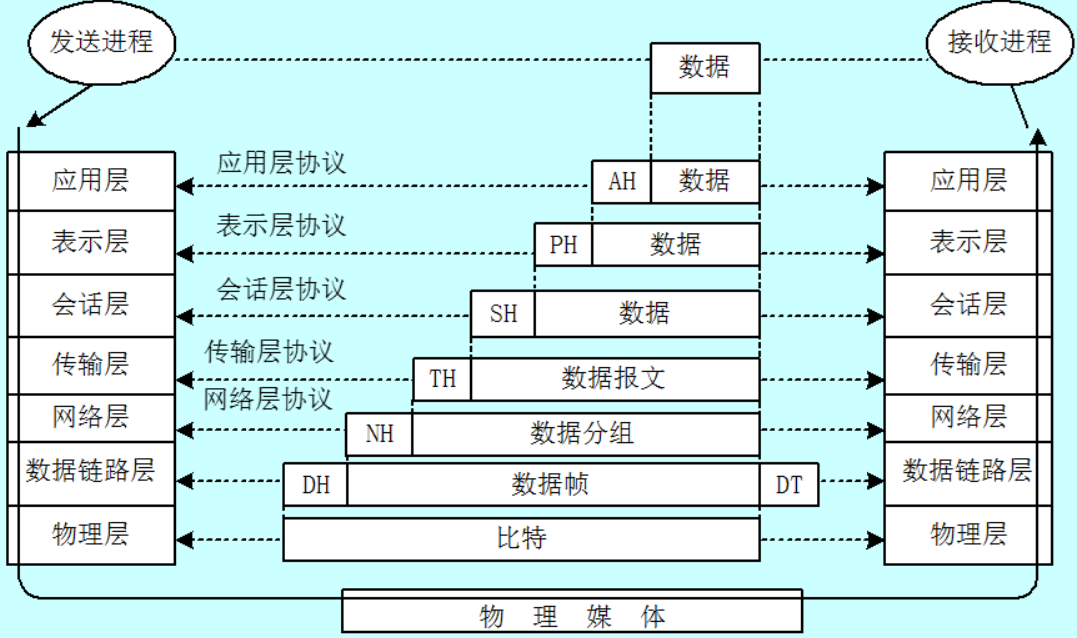 发送进程
数据
接收进程
应用层
应用层协议
AH
数据
应用层
表示层
表示层协议
PH
数据
表示层
会话层
会话层协议
SH
数据
会话层
传输层
传输层协议
TH
数据报文
传输层
网络层
网络层协议
NH
数据分组
网络层
数据链路层
DH
数据帧
DT
数据链路层
物理层
比特
物理层
物 理 媒 体